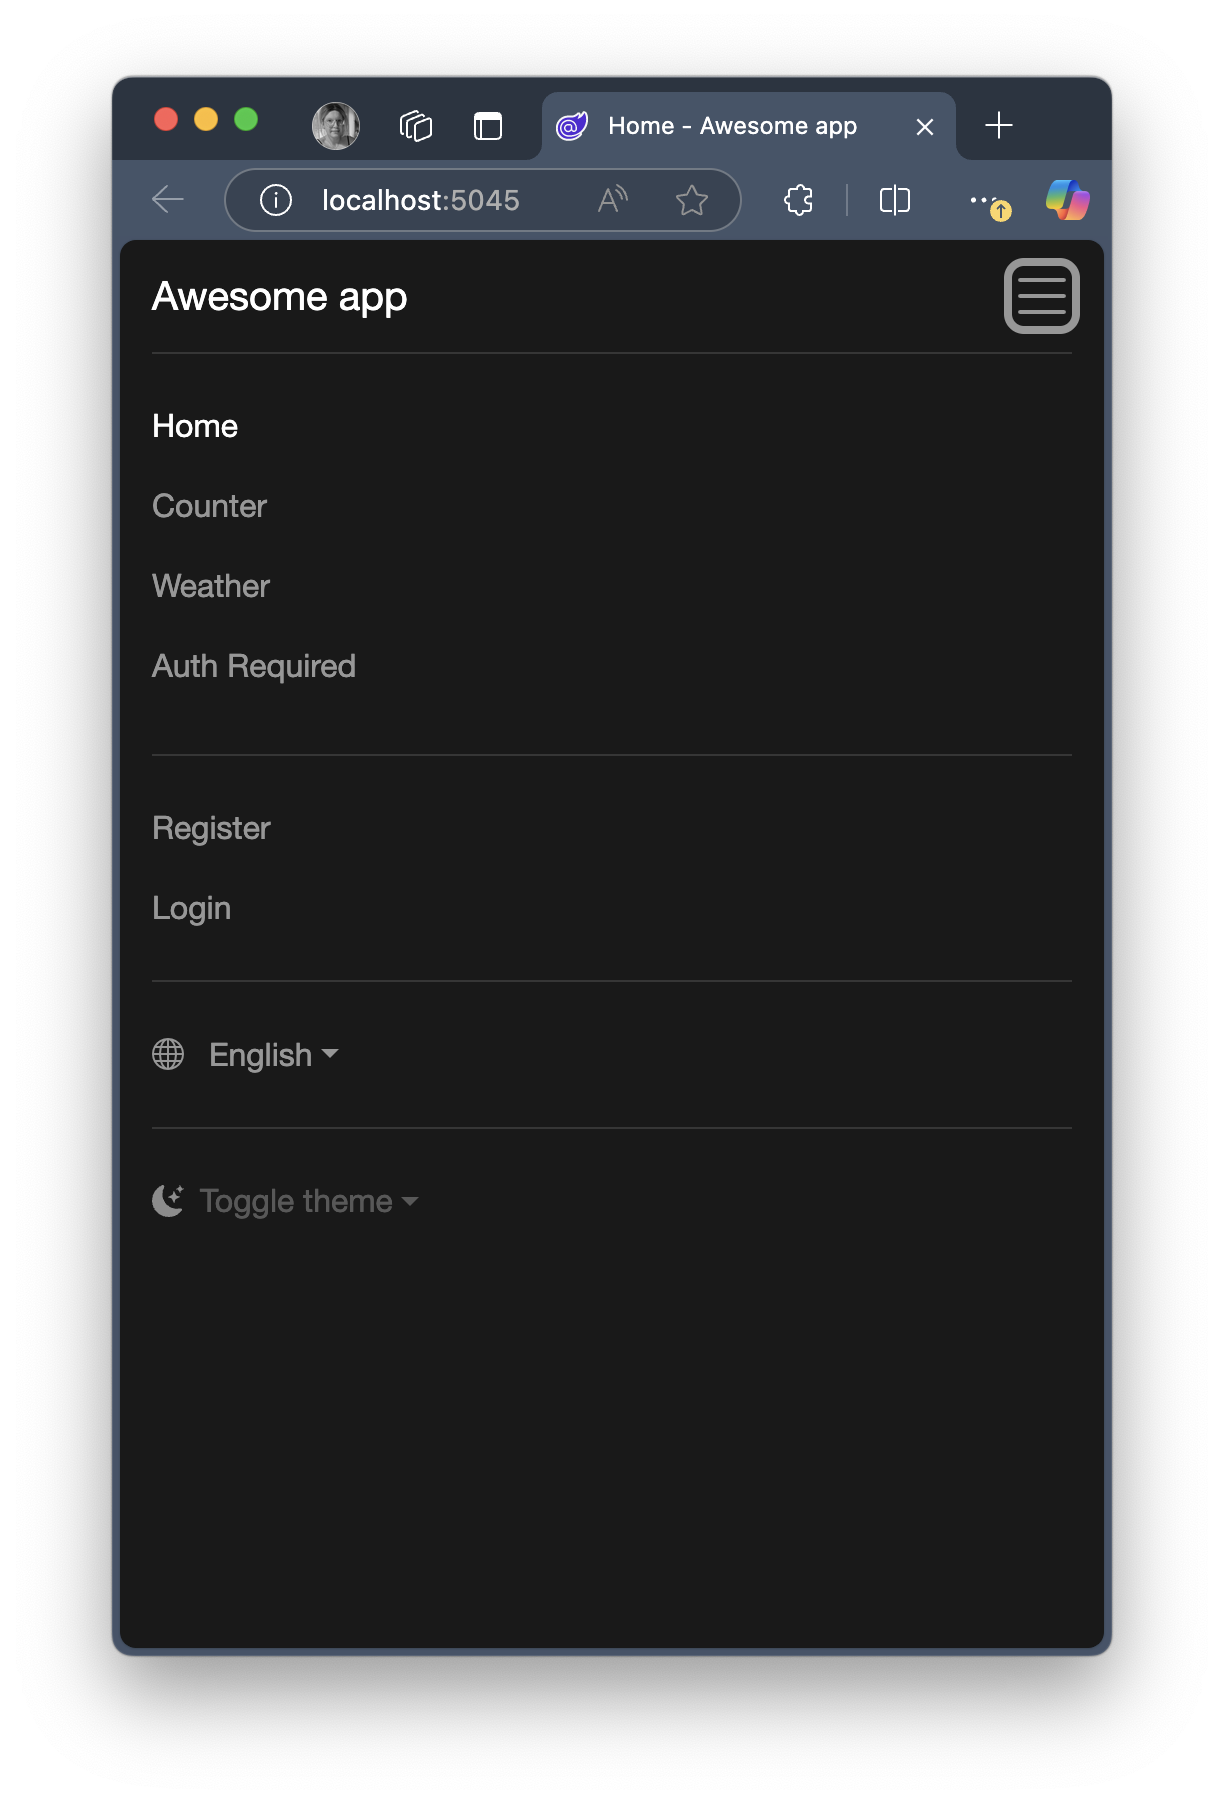 Home - Awesome app
localhost:5045
Awesome app
Home
Counter
Weather
Auth Required
Register
Login
English
Toggle theme